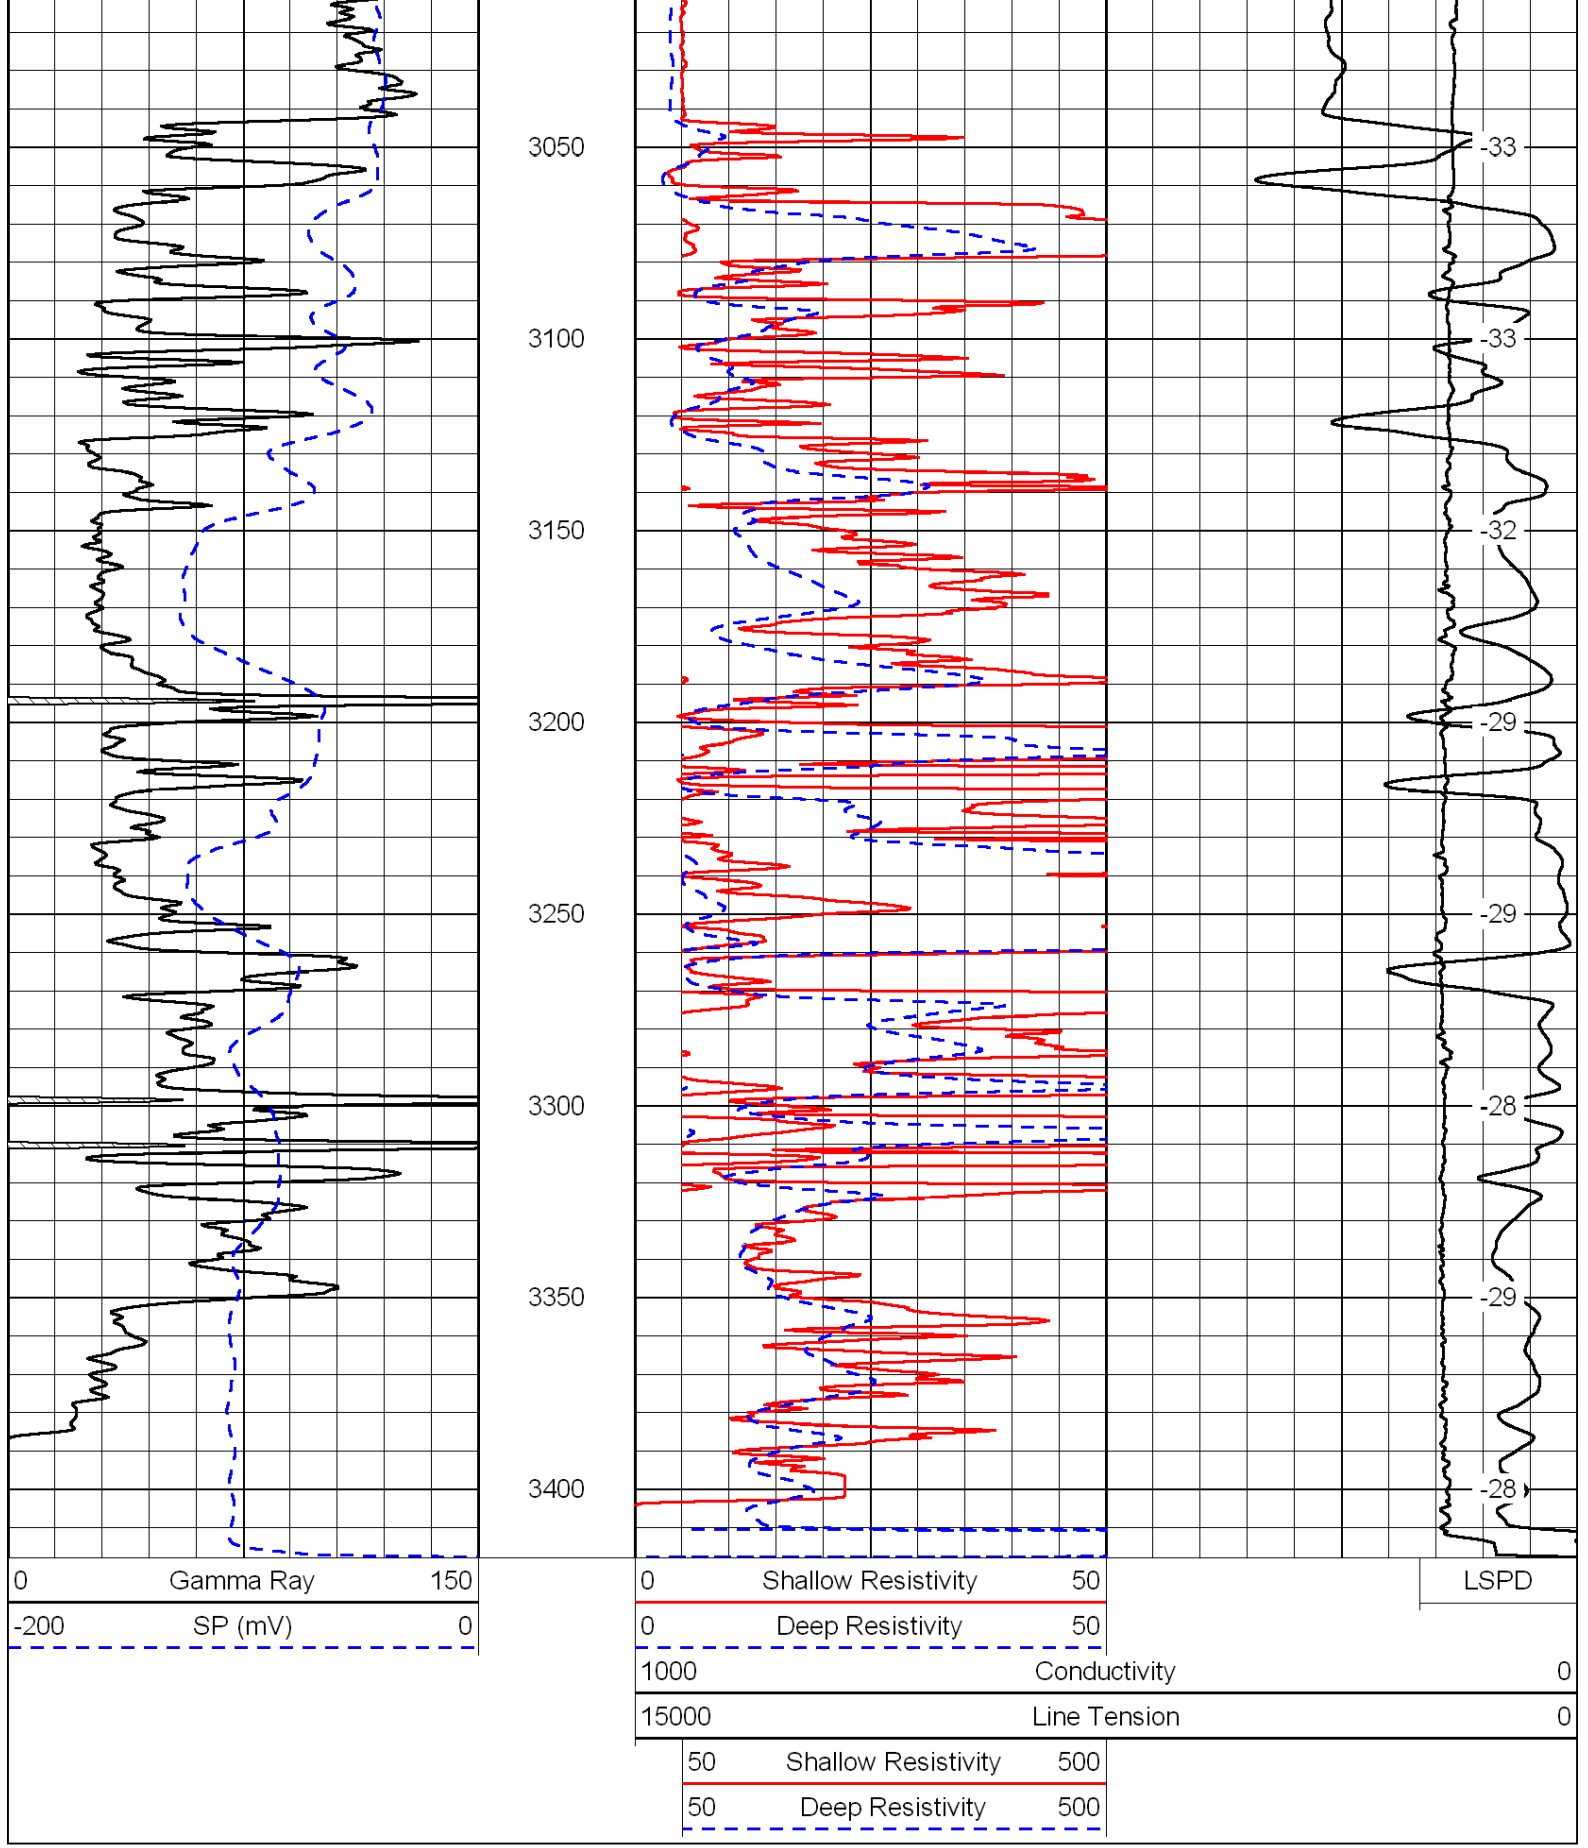 3050 -33
3100 -33
3150 -32
3200 -29
3250 -29
3300 -28
3350 -29
3400 -28
0 Gamma Ray 150 0 Shallow Resistivity 50 LSPD
-200 SP (mV) 0 0 Deep Resistivity 50
1000 Conductivity 0
15000 Line Tension 0
50 Shallow Resistivity 500
50 Deep Resistivity 500